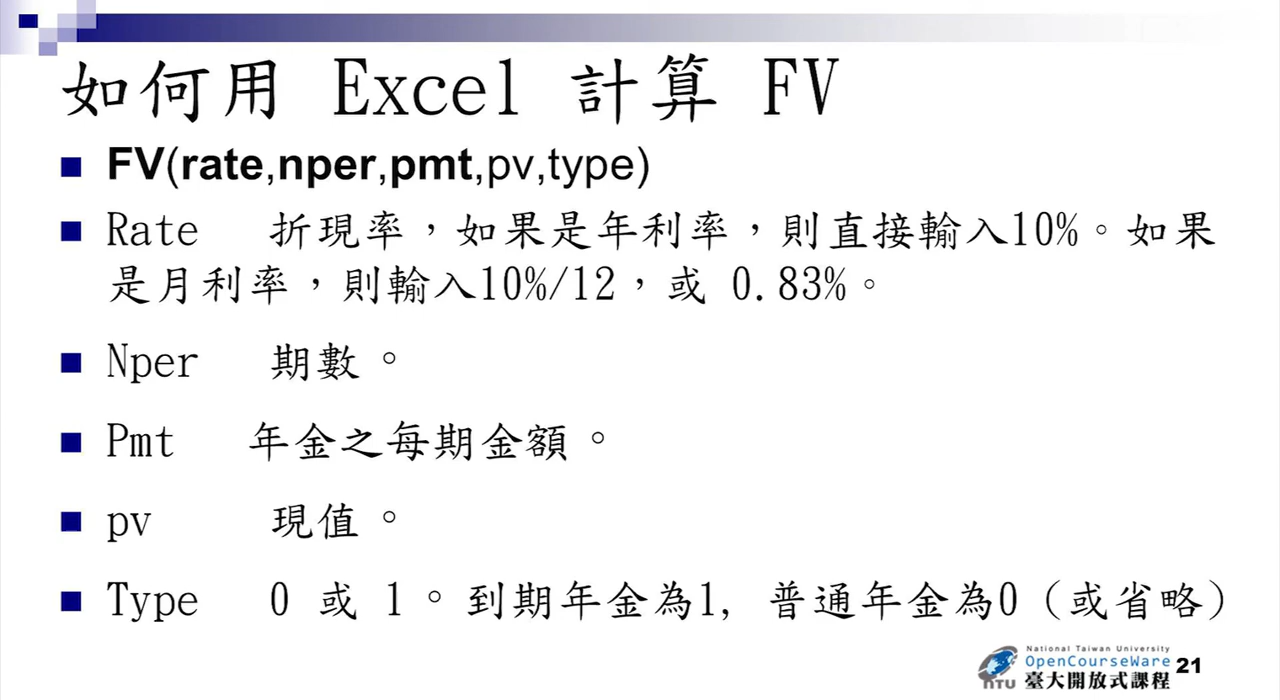 如何用 Excel 計算 FV
FV(rate,nper,pmt,pv,type)
Rate 折現率，如果是年利率，則直接輸入10%。如果
是月利率，則輸入10%/12，或 0.83%。
Nper 期數。
Pmt 年金之每期金額。
pv 現值。
Type 0 或 1。到期年金為1, 普通年金為0（或省略）
National Taiwan University
OpenCourseWare
NTU 臺大開放式課程
21